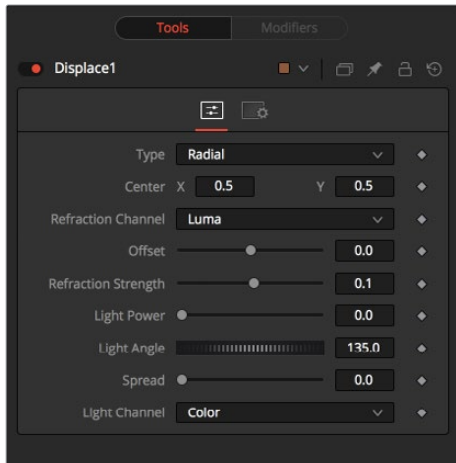 Tools Modifiers
Displace1
Type Radial
Center X 0.5 Y 0.5
Refraction Channel Luma
Offset 0.0
Refraction Strength 0.1
Light Power 0.0
Light Angle 135.0
Spread 0.0
Light Channel Color